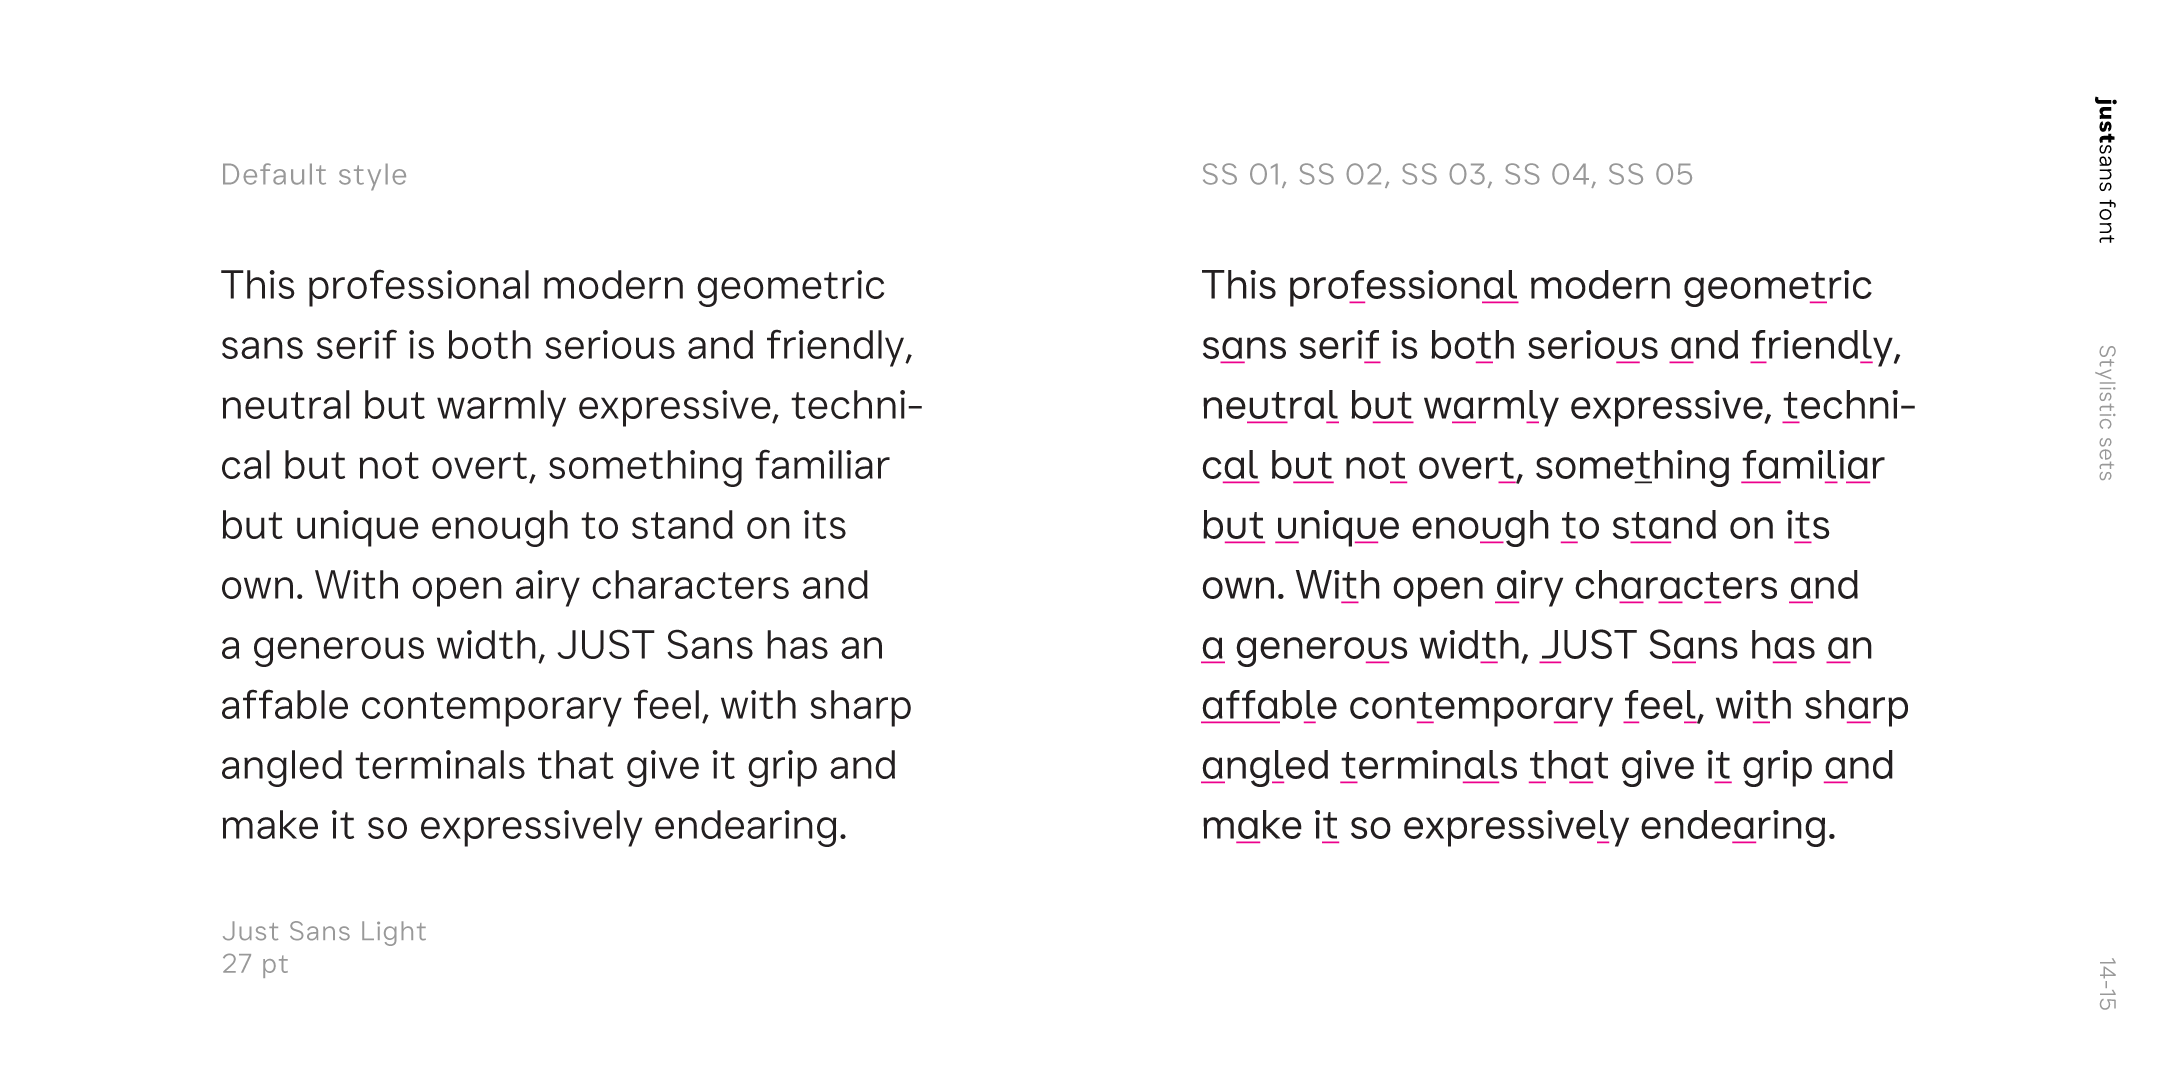 Default style
This professional modern geometric
sans serif is both serious and friendly,
neutral but warmly expressive, techni-
cal but not overt, something familiar
but unique enough to stand on its
own. With open airy characters and
a generous width, JUST Sans has an
affable contemporary feel, with sharp
angled terminals that give it grip and
make it so expressively endearing.
Just Sans Light
27 pt
SS 01, SS 02, SS 03, SS 04, SS 05
This professional modern geometric
sans serif is both serious and friendly,
neutral but warmly expressive, techni-
cal but not overt, something familiar
but unique enough to stand on its
own. With open airy characters and
a generous width, JUST Sans has an
affable contemporary feel, with sharp
angled terminals that give it grip and
make it so expressively endearing.
justsans font
Stylistic sets
14-15